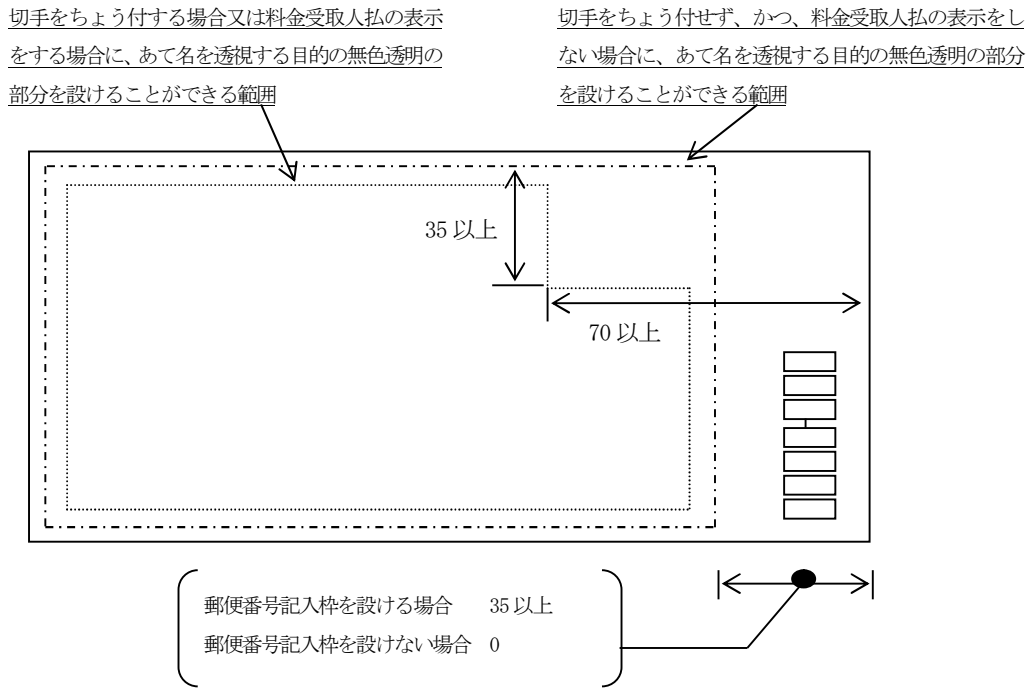 切手をちょう付する場合又は料金受取人払の表示
をする場合に、あて名を透視する目的の無色透明の
部分を設けることができる範囲
切手をちょう付せず、かつ、料金受取人払の表示をし
ない場合に、あて名を透視する目的の無色透明の部分
を設けることができる範囲
35以上
70以上
郵便番号記入枠を設ける場合 35以上
郵便番号記入枠を設けない場合 0